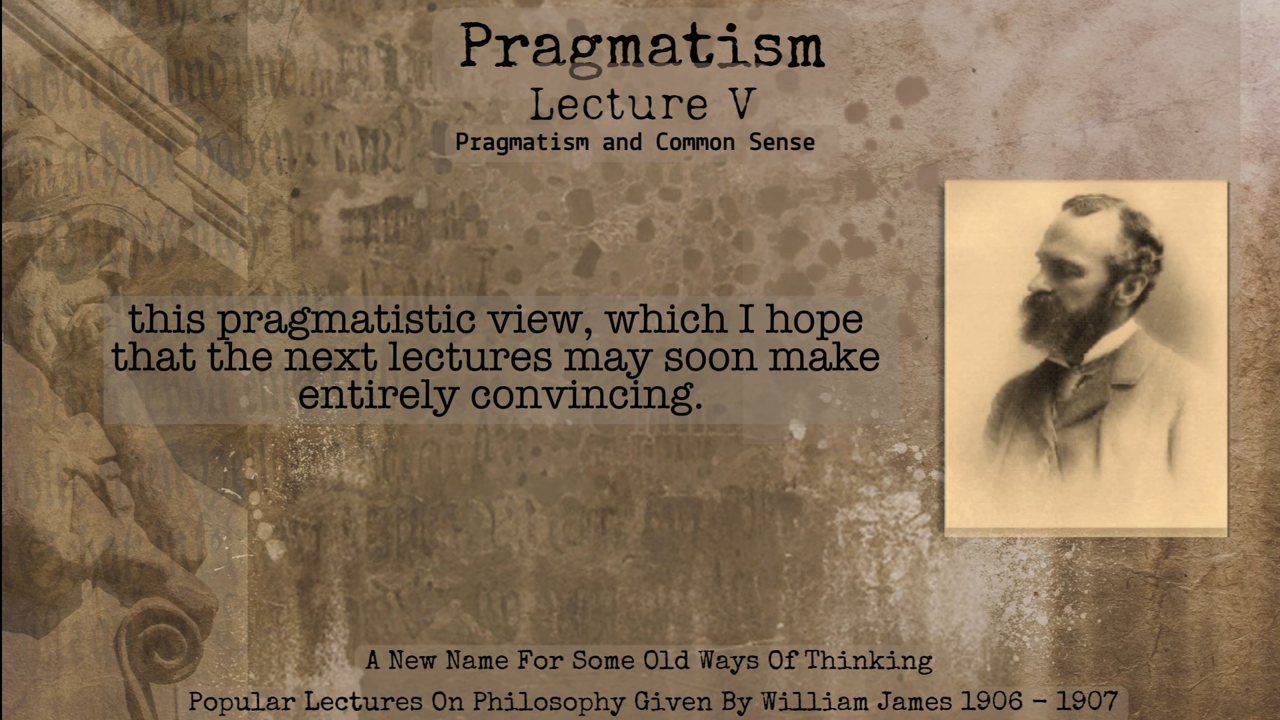 Pragmatism
Lecture V
Pragmatism and Common Sense
this pragmatistic view, which I hope
that the next lectures may soon make
entirely convincing.
A New Name For Some Old Ways Of Thinking
Popular Lectures On Philosophy Given By William James 1906 – 1907